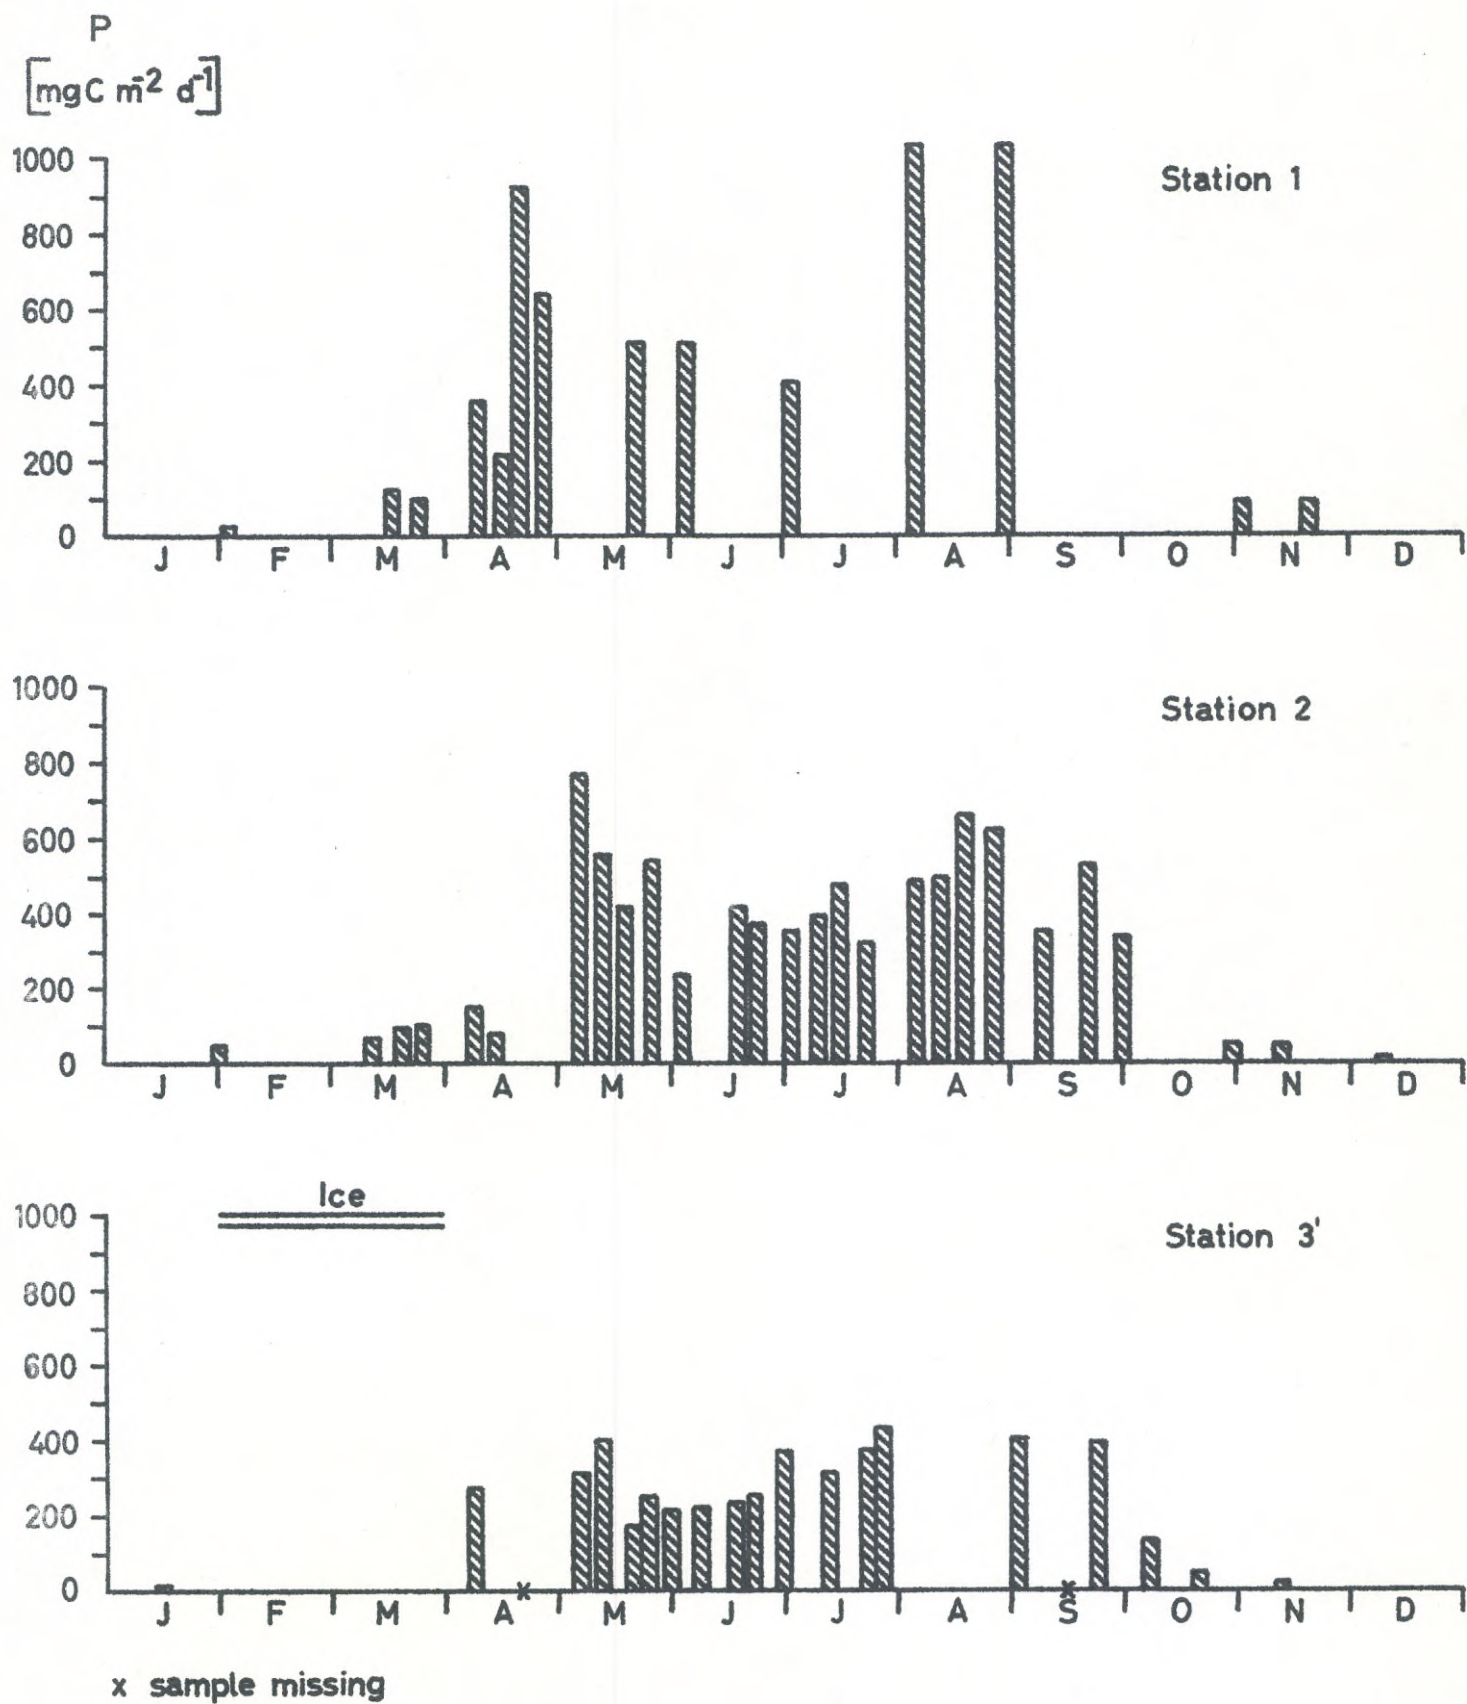 P
[mgC m⁻² d⁻¹]
Station 1
1000
800
600
400
200
0
J F M A M J J A S O N D
Station 2
1000
800
600
400
200
0
J F M A M J J A S O N D
Ice
Station 3'
1000
800
600
400
200
0
J F M A x M J J A S x O N D
x sample missing